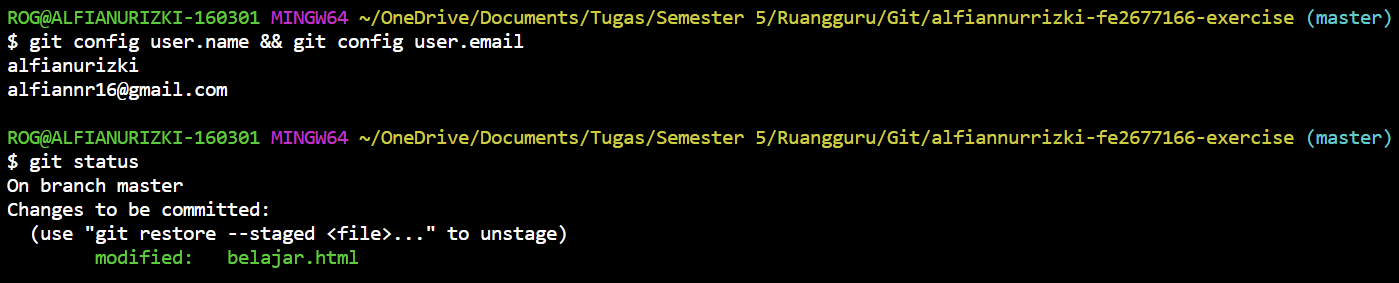 ROG@ALFIANURIZKI-160301 MINGW64 ~/OneDrive/Documents/Tugas/Semester 5/Ruangguru/Git/alfiannurrizki-fe2677166-exercise (master)
$ git config user.name && git config user.email
alfianurizki
alfiannr16@gmail.com

ROG@ALFIANURIZKI-160301 MINGW64 ~/OneDrive/Documents/Tugas/Semester 5/Ruangguru/Git/alfiannurrizki-fe2677166-exercise (master)
$ git status
On branch master
Changes to be committed:
  (use "git restore --staged <file>..." to unstage)
        modified:   belajar.html